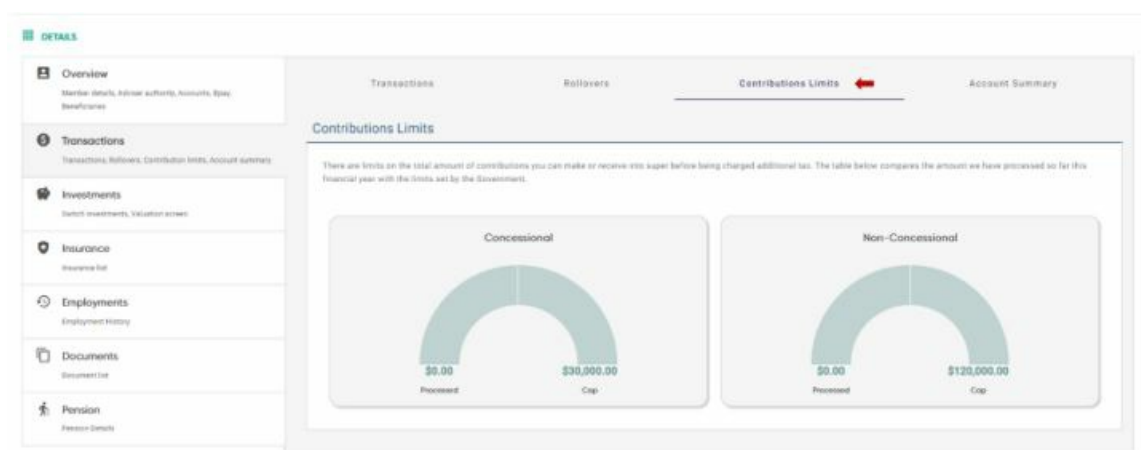 DETAILS
Overview
Member details, Adviser authority, Accounts, Bpay,
Beneficiaries
Transactions
Transactions, Rollovers, Contribution limits, Account summary
Investments
Switch investments, Valuation screen
Insurance
Insurance list
Employments
Employment History
Documents
Document list
Pension
Pension Details
Transactions
Rollovers
Contributions Limits
Account Summary
Contributions Limits
There are limits on the total amount of contributions you can make or receive into super before being charged additional tax. The table below compares the amount we have processed so far this
financial year with the limits set by the Government.
Concessional
$0.00
$30,000.00
Processed
Cap
Non-Concessional
$0.00
$120,000.00
Processed
Cap